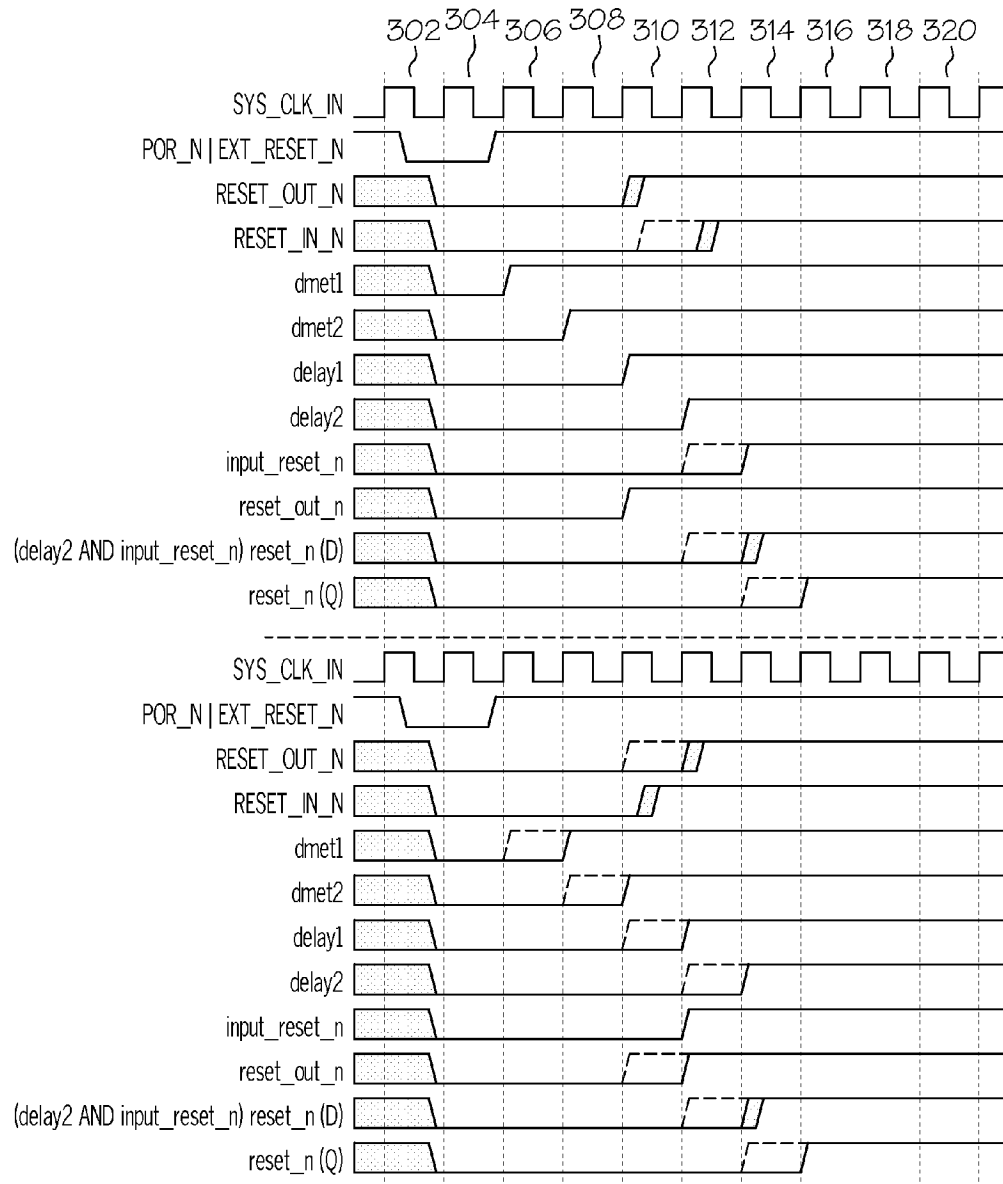 302 304 306 308 310 312 314 316 318 320
SYS_CLK_IN
POR_N | EXT_RESET_N
RESET_OUT_N
RESET_IN_N
dmet1
dmet2
delay1
delay2
input_reset_n
reset_out_n
(delay2 AND input_reset_n) reset_n (D)
reset_n (Q)
SYS_CLK_IN
POR_N | EXT_RESET_N
RESET_OUT_N
RESET_IN_N
dmet1
dmet2
delay1
delay2
input_reset_n
reset_out_n
(delay2 AND input_reset_n) reset_n (D)
reset_n (Q)